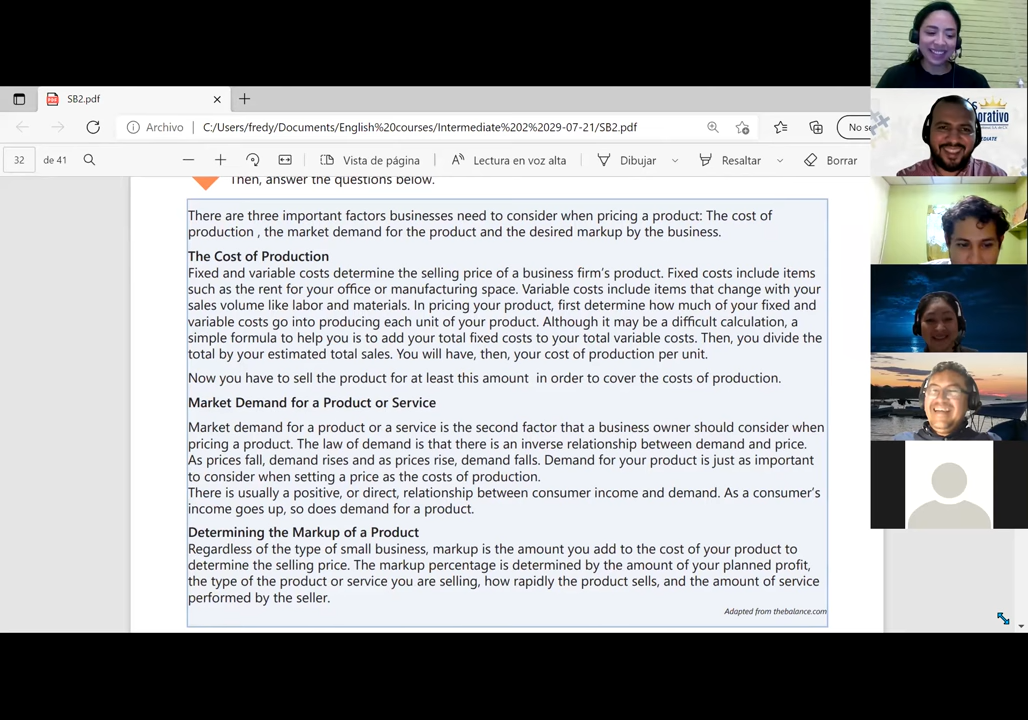 SB2.pdf
Archivo
C:/Users/fredy/Documents/English%20courses/Intermediate%202%2029-07-21/SB2.pdf
No se
32 de 41
Vista de página
Lectura en voz alta
Dibujar
Resaltar
Borrar
Then, answer the questions below.
There are three important factors businesses need to consider when pricing a product: The cost of
production , the market demand for the product and the desired markup by the business.
The Cost of Production
Fixed and variable costs determine the selling price of a business firm's product. Fixed costs include items
such as the rent for your office or manufacturing space. Variable costs include items that change with your
sales volume like labor and materials. In pricing your product, first determine how much of your fixed and
variable costs go into producing each unit of your product. Although it may be a difficult calculation, a
simple formula to help you is to add your total fixed costs to your total variable costs. Then, you divide the
total by your estimated total sales. You will have, then, your cost of production per unit.
Now you have to sell the product for at least this amount in order to cover the costs of production.
Market Demand for a Product or Service
Market demand for a product or a service is the second factor that a business owner should consider when
pricing a product. The law of demand is that there is an inverse relationship between demand and price.
As prices fall, demand rises and as prices rise, demand falls. Demand for your product is just as important
to consider when setting a price as the costs of production.
There is usually a positive, or direct, relationship between consumer income and demand. As a consumer's
income goes up, so does demand for a product.
Determining the Markup of a Product
Regardless of the type of small business, markup is the amount you add to the cost of your product to
determine the selling price. The markup percentage is determined by the amount of your planned profit,
the type of the product or service you are selling, how rapidly the product sells, and the amount of service
performed by the seller.
Adapted from thebalance.com